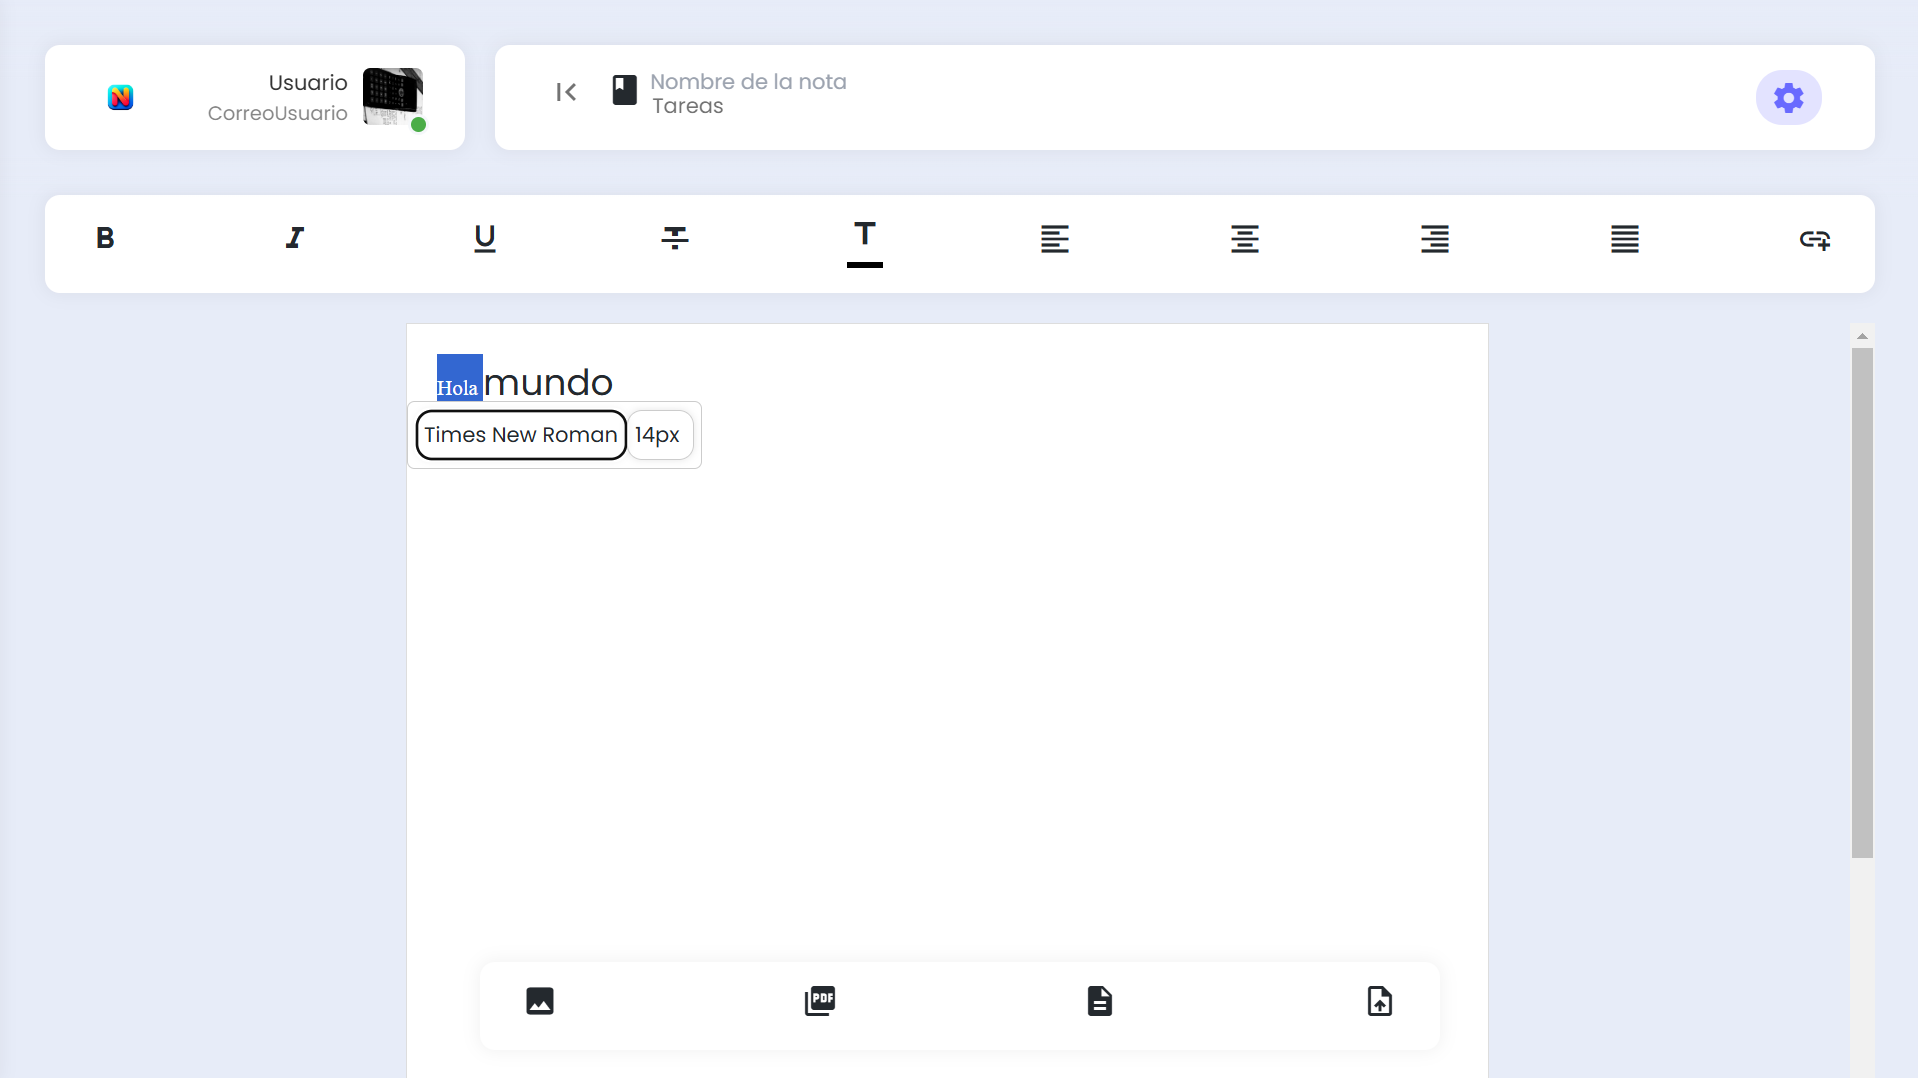 Usuario
CorreoUsuario
Nombre de la nota
Tareas
Hola mundo
Times New Roman 14px
PDF